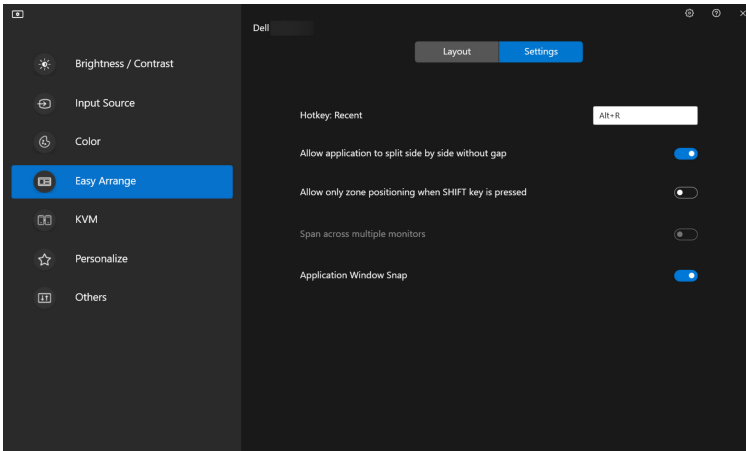 Dell
Layout
Settings
Brightness / Contrast
Input Source
Color
Easy Arrange
KVM
Personalize
Others
Hotkey: Recent
Alt+R
Allow application to split side by side without gap
Allow only zone positioning when SHIFT key is pressed
Span across multiple monitors
Application Window Snap